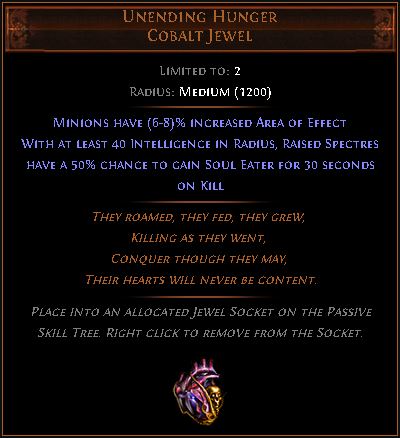 Unending Hunger
Cobalt Jewel
Limited to: 2
Radius: Medium (1200)
Minions have (6-8)% increased Area of Effect
With at least 40 Intelligence in Radius, Raised Spectres
have a 50% chance to gain Soul Eater for 30 seconds
on Kill
They roamed, they fed, they grew,
Killing as they went,
Conquer though they may,
Their hearts will never be content.
Place into an allocated Jewel Socket on the Passive
Skill Tree. Right click to remove from the Socket.